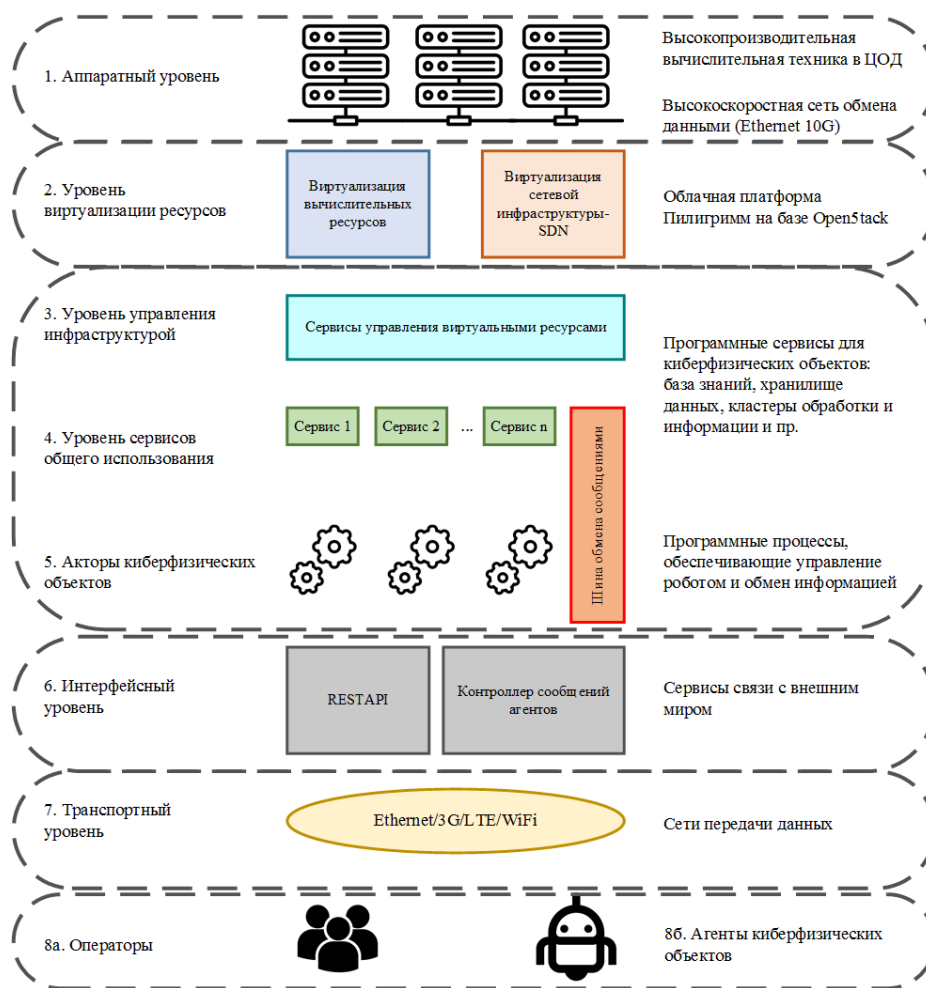 1. Аппаратный уровень
Высокопроизводительная
вычислительная техника в ЦОД
Высокоскоростная сеть обмена
данными (Ethernet 10G)
2. Уровень
виртуализации ресурсов
Виртуализация
вычислительных
ресурсов
Виртуализация
сетевой
инфраструктуры-
SDN
Облачная платформа
Пилигримм на базе Open5tack
3. Уровень управления
инфраструктурой
Сервисы управления виртуальными ресурсами
Программные сервисы для
киберфизических объектов:
база знаний, хранилище
данных, кластеры обработки и
информации и пр.
4. Уровень сервисов
общего использования
Сервис 1
Сервис 2
...
Сервис n
Шина обмена сообщениями
5. Акторы киберфизических
объектов
Программные процессы,
обеспечивающие управление
роботом и обмен информацией
6. Интерфейсный
уровень
RESTAPI
Контроллер сообщений
агентов
Сервисы связи с внешним
миром
7. Транспортный
уровень
Ethernet/3G/LTE/WiFi
Сети передачи данных
8а. Операторы
8б. Агенты киберфизических
объектов